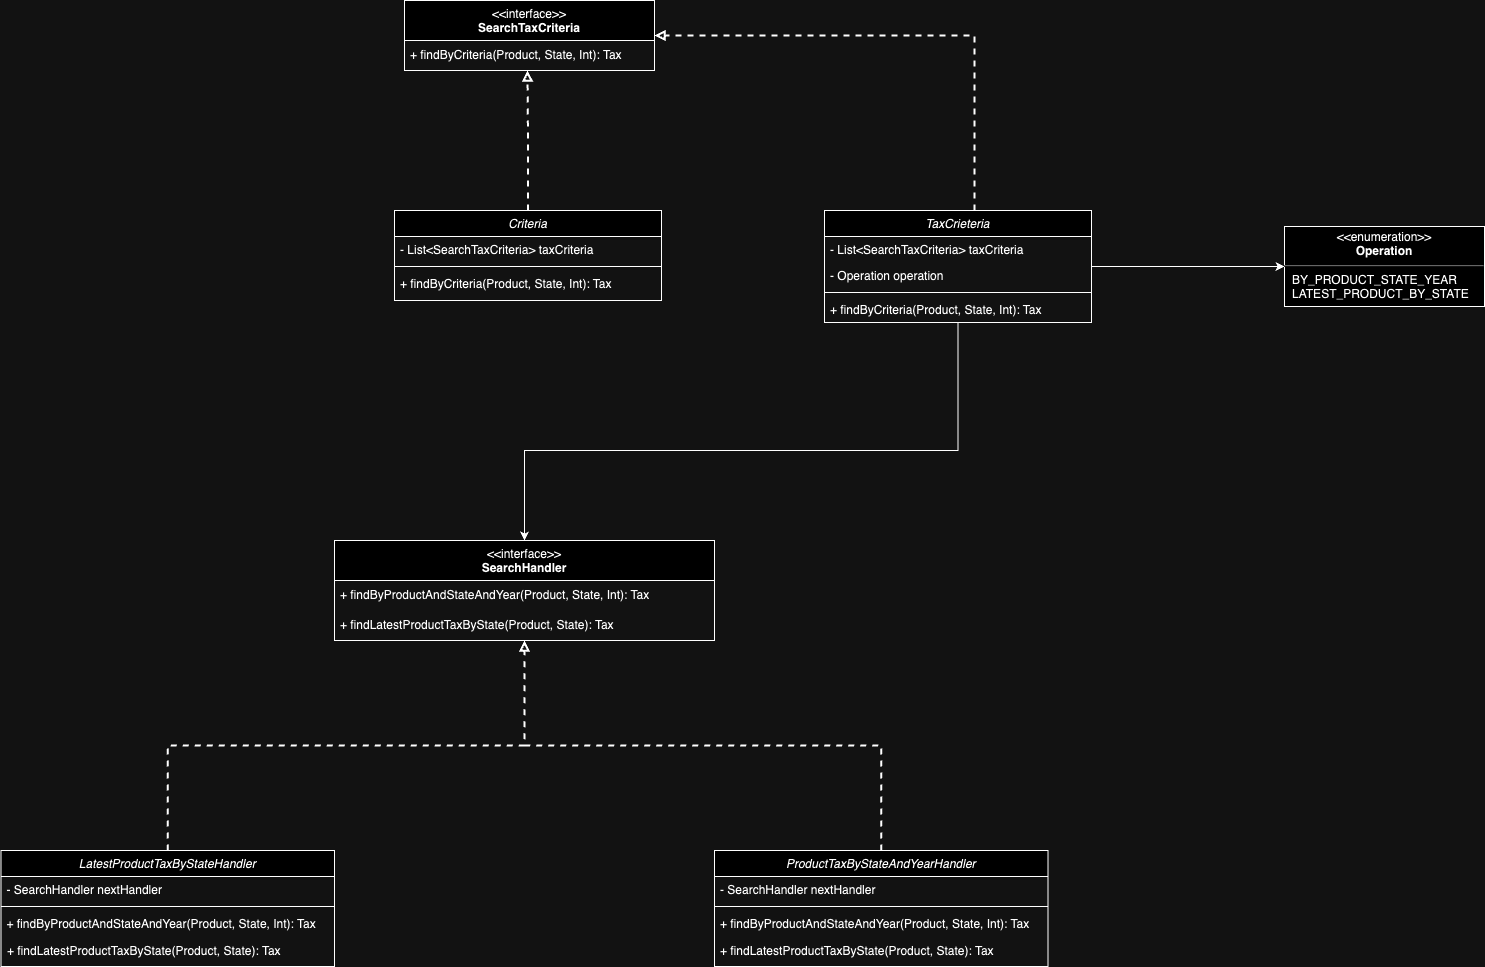 <<interface>>
SearchTaxCriteria
+ findByCriteria(Product, State, Int): Tax
Criteria
- List<SearchTaxCriteria> taxCriteria
+ findByCriteria(Product, State, Int): Tax
TaxCrieteria
- List<SearchTaxCriteria> taxCriteria
- Operation operation
+ findByCriteria(Product, State, Int): Tax
<<enumeration>>
Operation
BY_PRODUCT_STATE_YEAR
LATEST_PRODUCT_BY_STATE
<<interface>>
SearchHandler
+ findByProductAndStateAndYear(Product, State, Int): Tax
+ findLatestProductTaxByState(Product, State): Tax
LatestProductTaxByStateHandler
- SearchHandler nextHandler
+ findByProductAndStateAndYear(Product, State, Int): Tax
+ findLatestProductTaxByState(Product, State): Tax
ProductTaxByStateAndYearHandler
- SearchHandler nextHandler
+ findByProductAndStateAndYear(Product, State, Int): Tax
+ findLatestProductTaxByState(Product, State): Tax